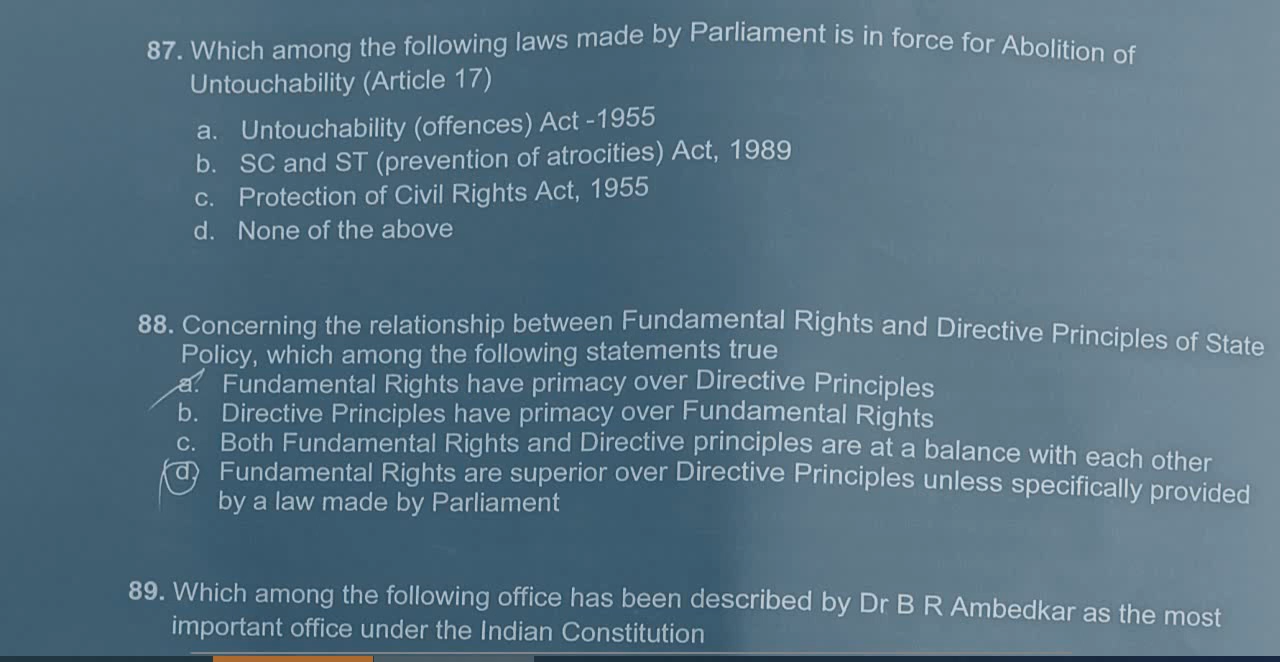 87. Which among the following laws made by Parliament is in force for Abolition of
Untouchability (Article 17)
a. Untouchability (offences) Act -1955
b. SC and ST (prevention of atrocities) Act, 1989
c. Protection of Civil Rights Act, 1955
d. None of the above
88. Concerning the relationship between Fundamental Rights and Directive Principles of State
Policy, which among the following statements true
a. Fundamental Rights have primacy over Directive Principles
b. Directive Principles have primacy over Fundamental Rights
c. Both Fundamental Rights and Directive principles are at a balance with each other
d. Fundamental Rights are superior over Directive Principles unless specifically provided
by a law made by Parliament
89. Which among the following office has been described by Dr B R Ambedkar as the most
important office under the Indian Constitution